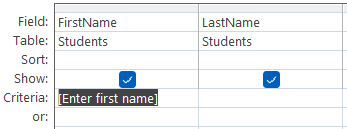 Field: FirstName LastName
Table: Students Students
Sort:
Show:
Criteria: [Enter first name]
or: